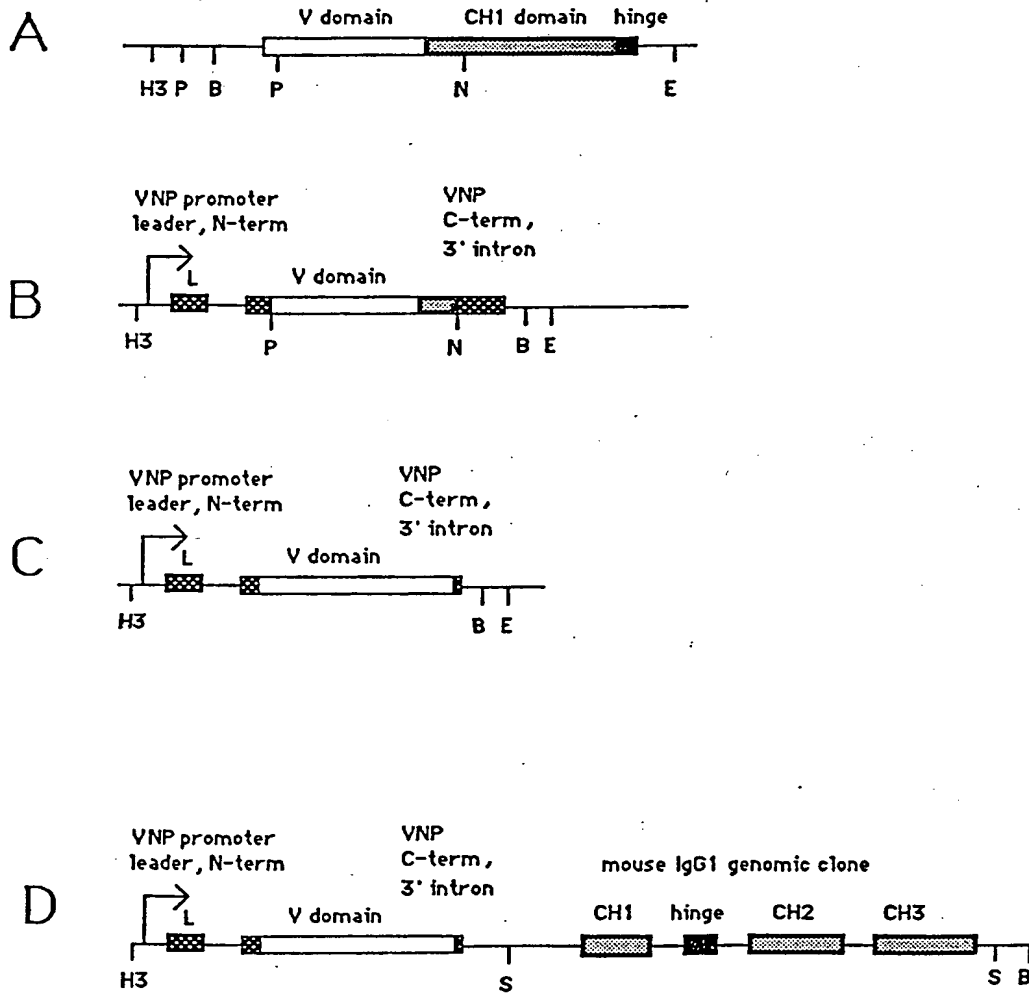 A
V domain CH1 domain hinge
H3 P B P N E
B
VNP promoter
leader, N-term
VNP
C-term,
3' intron
L
V domain
H3 P N B E
C
VNP promoter
leader, N-term
VNP
C-term,
3' intron
L
V domain
H3 B E
D
VNP promoter
leader, N-term
VNP
C-term,
3' intron
mouse IgG1 genomic clone
L
V domain
CH1 hinge CH2 CH3
H3 S S B